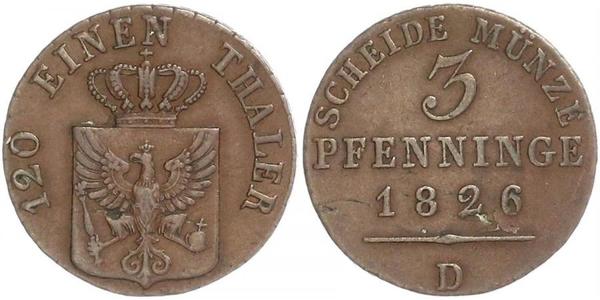 120 EINEN THALER
SCHEIDE MÜNZE
3
PFENNINGE
1826
D